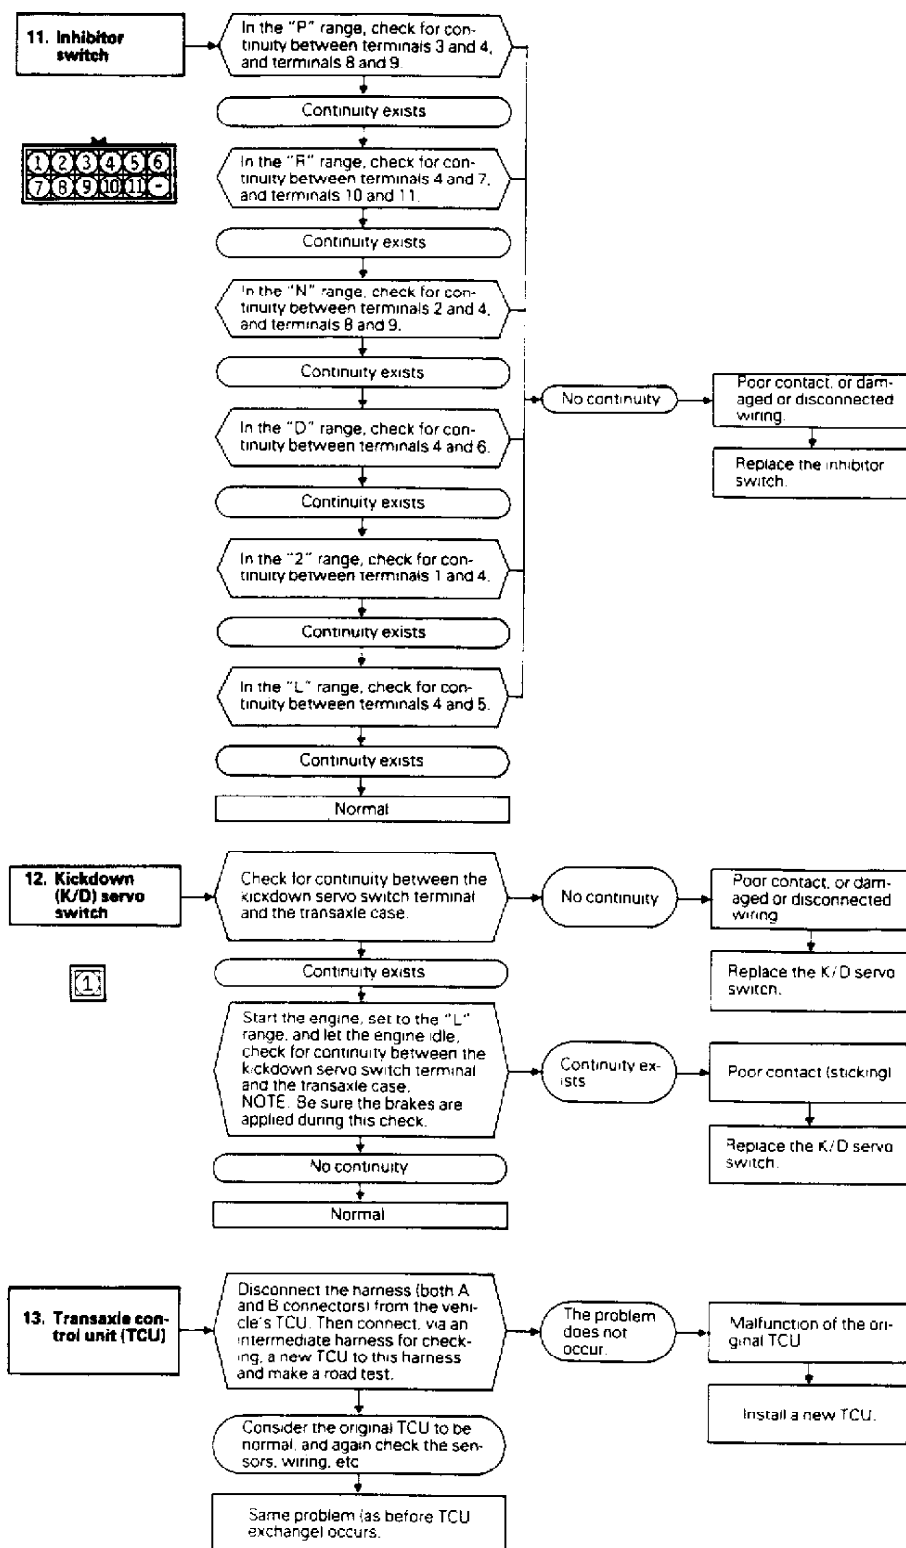 11. Inhibitor
switch
In the "P" range, check for con-
tinuity between terminals 3 and 4,
and terminals 8 and 9.
Continuity exists
1 2 3 4 5 6
7 8 9 10 11 -
In the "R" range, check for con-
tinuity between terminals 4 and 7,
and terminals 10 and 11.
Continuity exists
In the "N" range, check for con-
tinuity between terminals 2 and 4,
and terminals 8 and 9.
Continuity exists
No continuity
Poor contact, or dam-
aged or disconnected
wiring.
Replace the inhibitor
switch.
In the "D" range, check for con-
tinuity between terminals 4 and 6.
Continuity exists
In the "2" range, check for con-
tinuity between terminals 1 and 4.
Continuity exists
In the "L" range, check for con-
tinuity between terminals 4 and 5.
Continuity exists
Normal
12. Kickdown
(K/D) servo
switch
Check for continuity between the
kickdown servo switch terminal
and the transaxle case.
No continuity
Poor contact, or dam-
aged or disconnected
wiring
Replace the K/D servo
switch.
1
Continuity exists
Start the engine, set to the "L"
range, and let the engine idle,
check for continuity between the
kickdown servo switch terminal
and the transaxle case.
NOTE. Be sure the brakes are
applied during this check.
Continuity ex-
ists
Poor contact (sticking)
Replace the K/D servo
switch.
No continuity
Normal
13. Transaxle con-
trol unit (TCU)
Disconnect the harness (both A
and B connectors) from the vehi-
cle's TCU. Then connect, via an
intermediate harness for check-
ing, a new TCU to this harness
and make a road test.
The problem
does not
occur.
Malfunction of the ori-
ginal TCU
Install a new TCU.
Consider the original TCU to be
normal, and again check the sen-
sors, wiring, etc
Same problem (as before TCU
exchange) occurs.